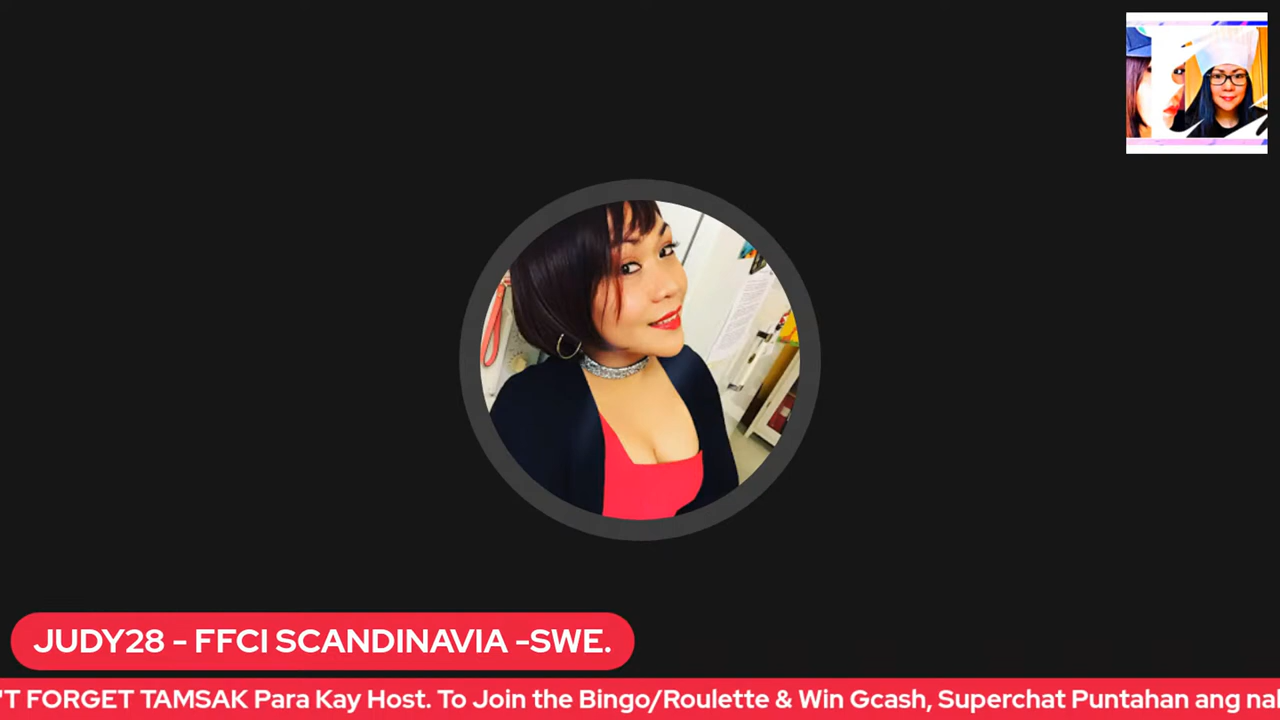 JUDY28 - FFCI SCANDINAVIA -SWE.
'T FORGET TAMSAK Para Kay Host. To Join the Bingo/Roulette & Win Gcash, Superchat Puntahan ang